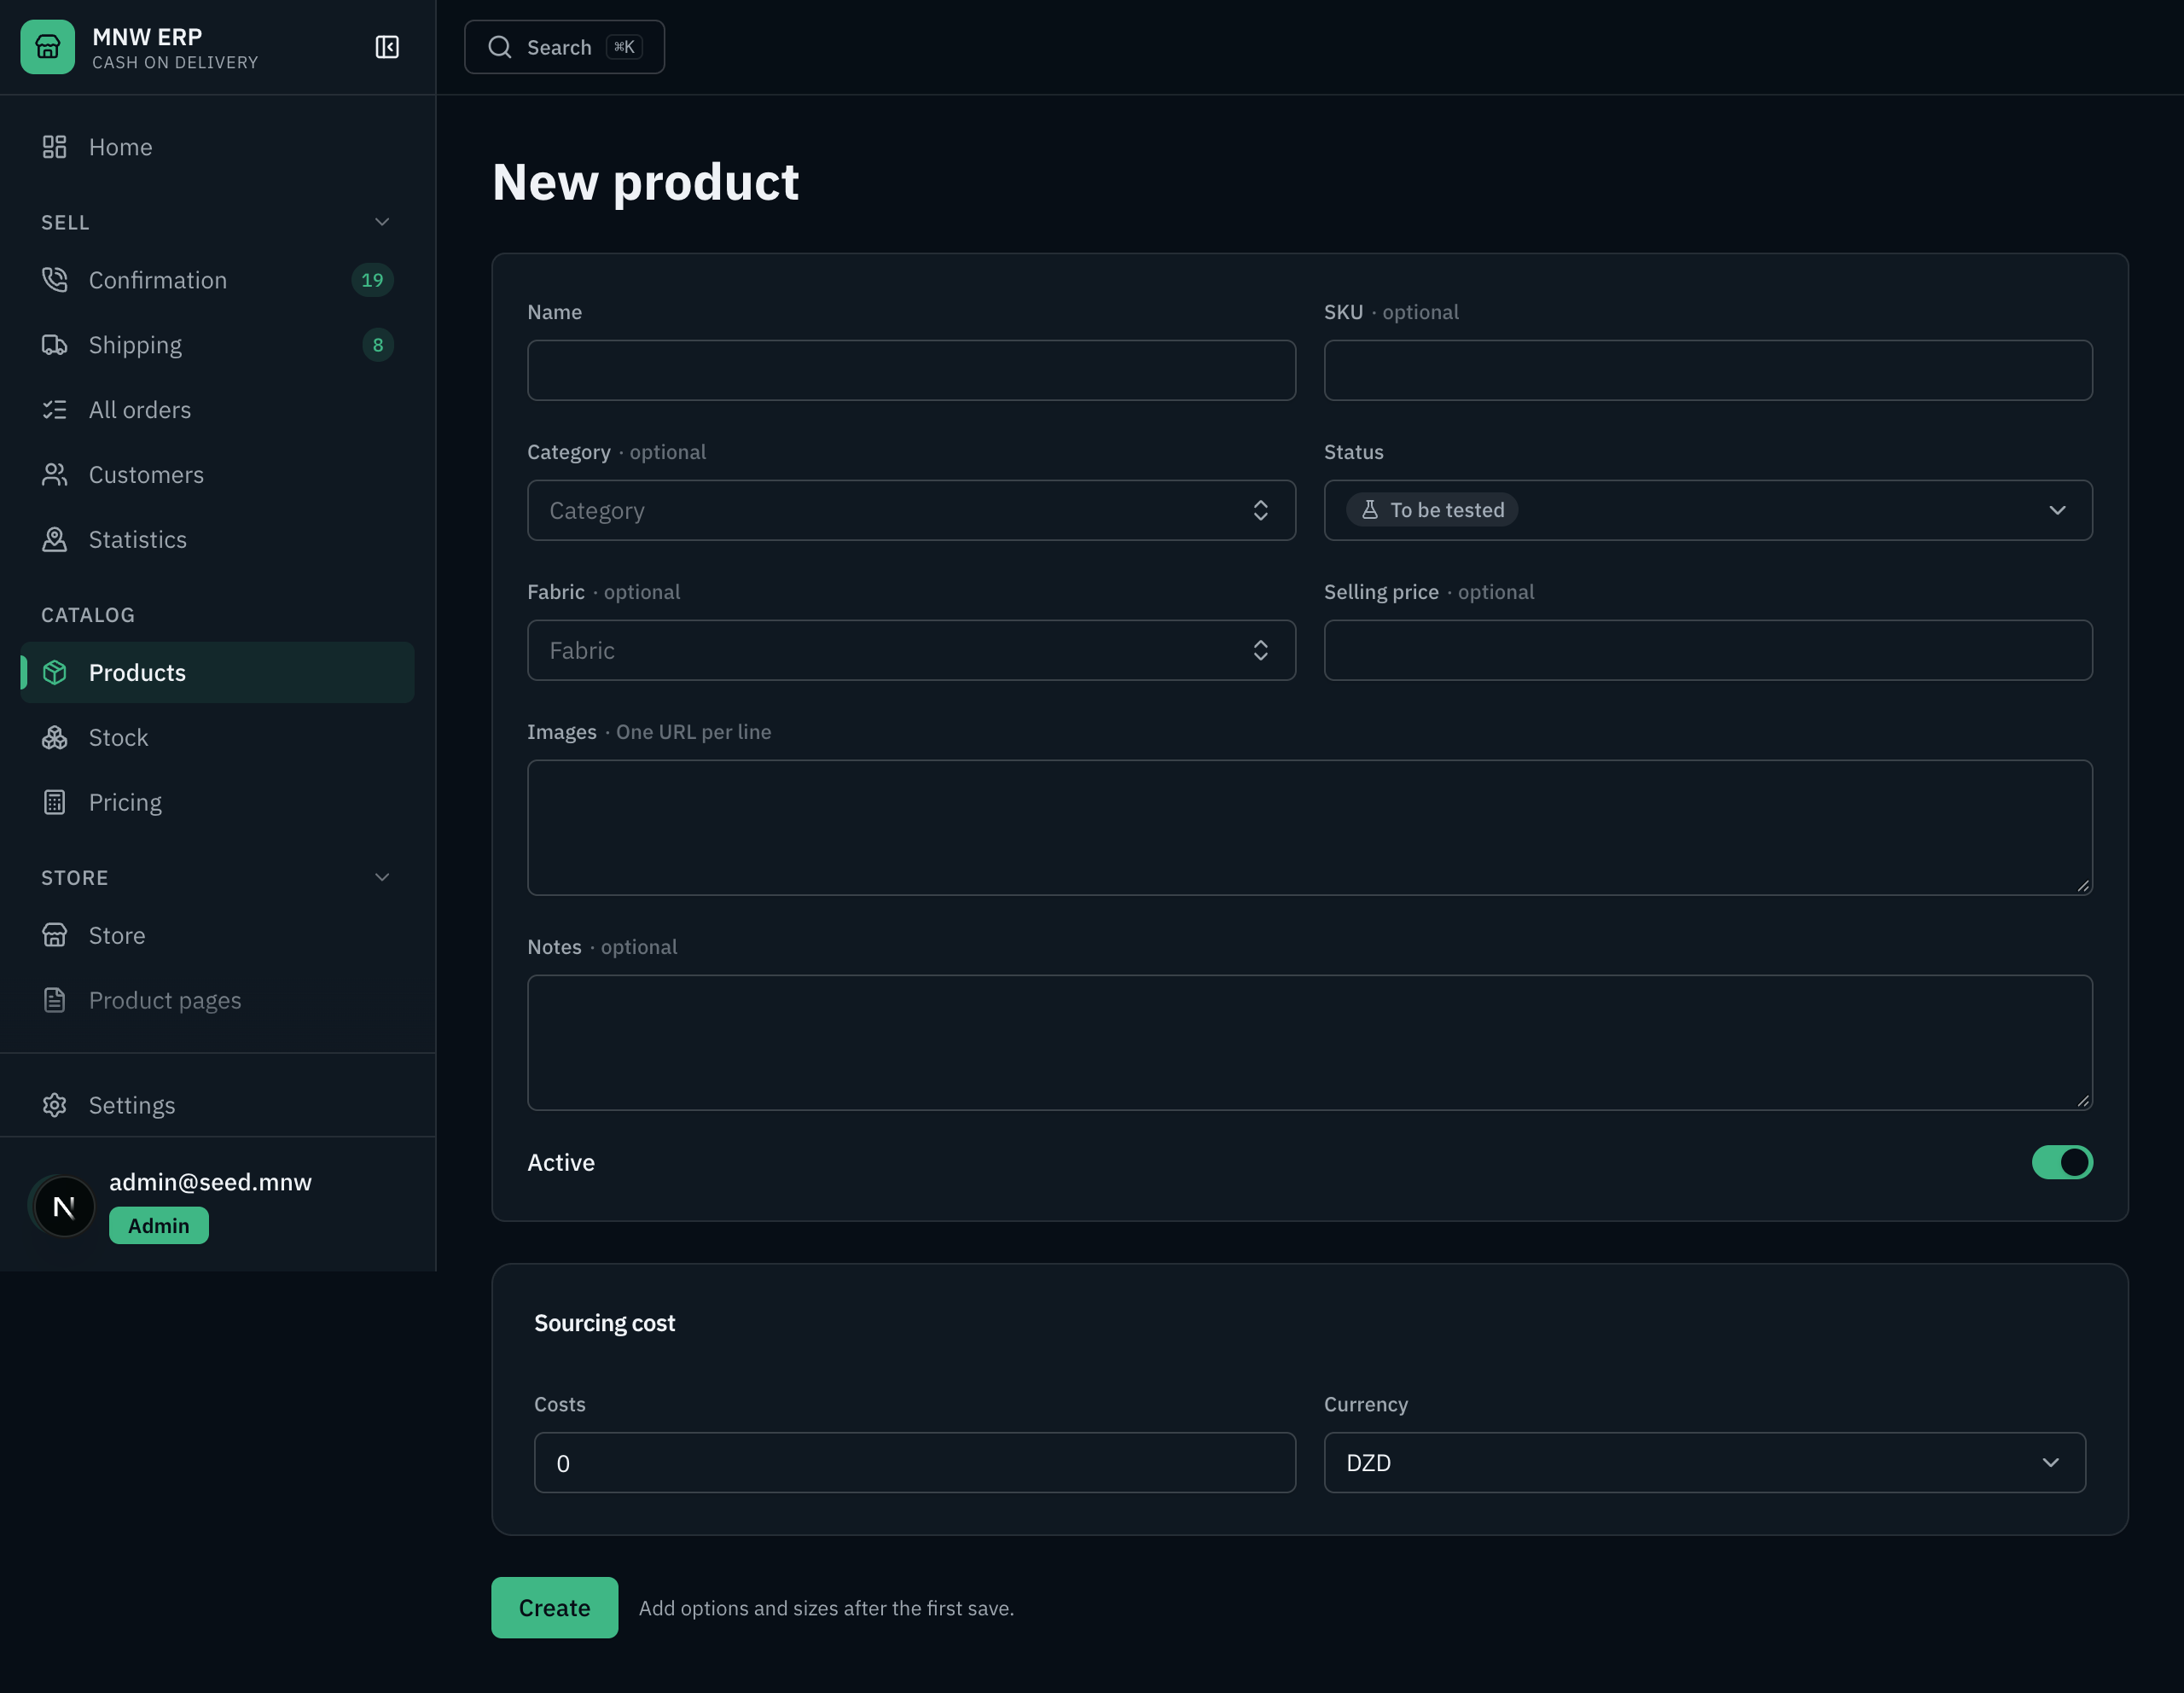 MNW ERP
CASH ON DELIVERY
Search ⌘K
Home
SELL
Confirmation 19
Shipping 8
All orders
Customers
Statistics
CATALOG
Products
Stock
Pricing
STORE
Store
Product pages
Settings
N
admin@seed.mnw
Admin
New product
Name
SKU · optional
Category · optional
Category
Status
To be tested
Fabric · optional
Fabric
Selling price · optional
Images · One URL per line
Notes · optional
Active
Sourcing cost
Costs
0
Currency
DZD
Create
Add options and sizes after the first save.